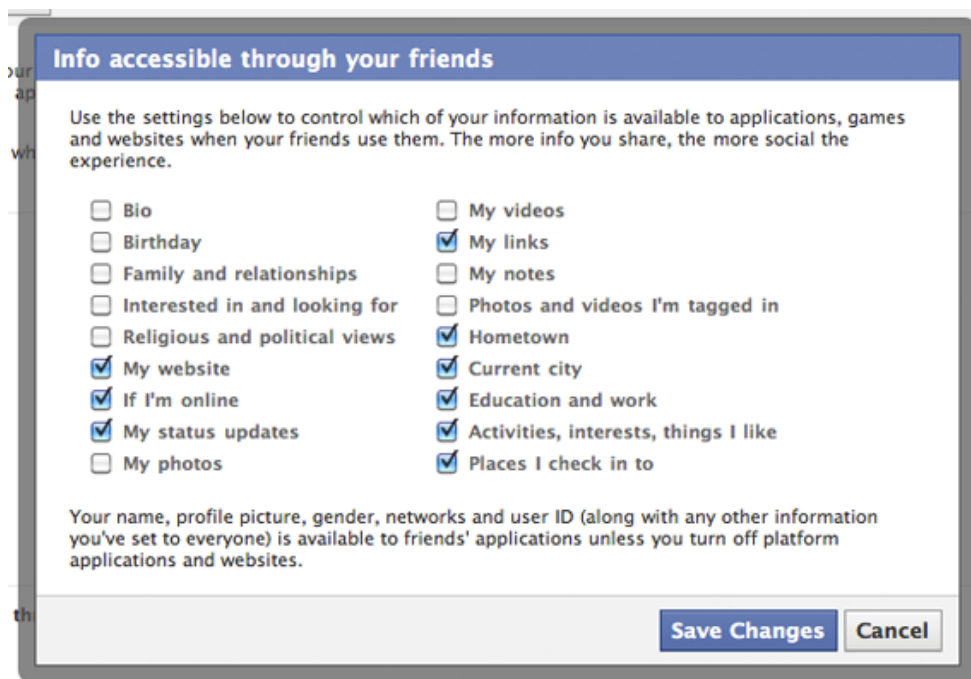 Info accessible through your friends
our
ap
wh
Use the settings below to control which of your information is available to applications, games
and websites when your friends use them. The more info you share, the more social the
experience.
Bio
Birthday
Family and relationships
Interested in and looking for
Religious and political views
My website
If I'm online
My status updates
My photos
My videos
My links
My notes
Photos and videos I'm tagged in
Hometown
Current city
Education and work
Activities, interests, things I like
Places I check in to
Your name, profile picture, gender, networks and user ID (along with any other information
you've set to everyone) is available to friends' applications unless you turn off platform
applications and websites.
th
Save Changes
Cancel